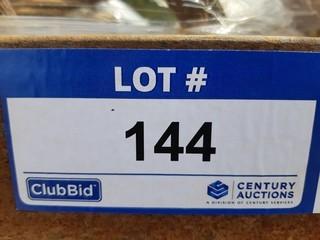 LOT #
144
ClubBid
CENTURY
AUCTIONS
A DIVISION OF CENTURY SERVICES